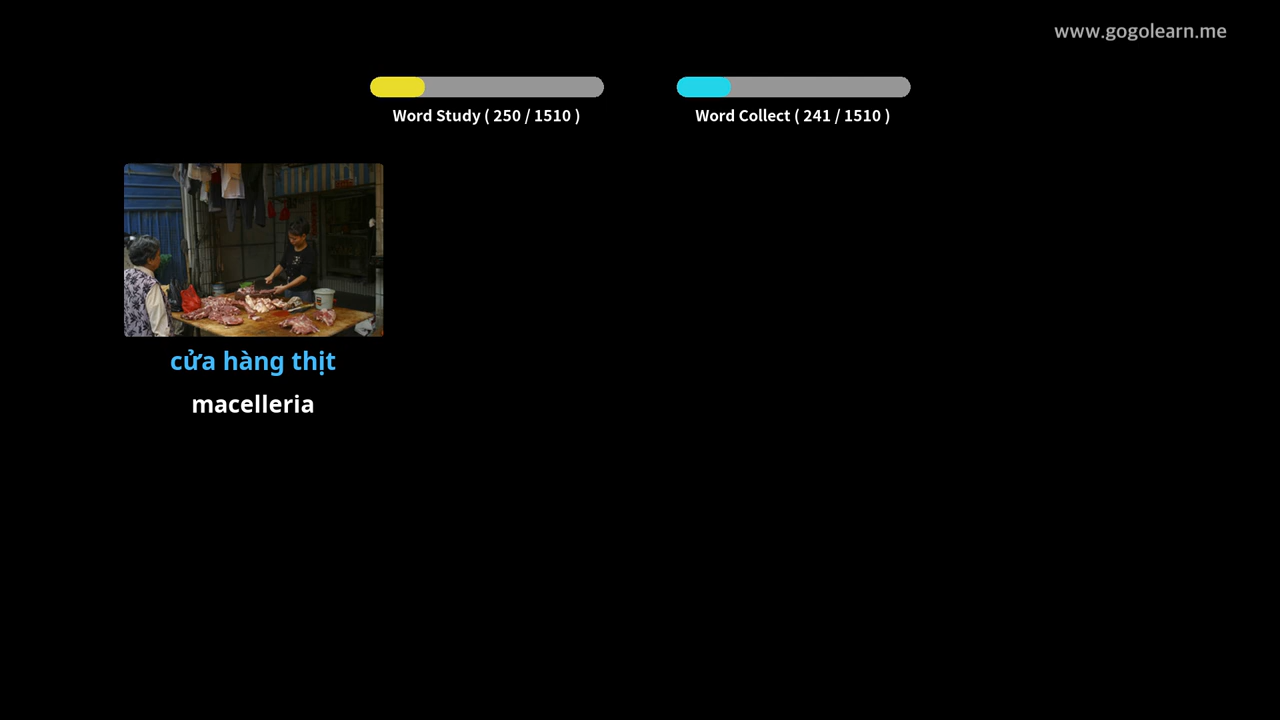 www.gogolearn.me
Word Study ( 250 / 1510 )
Word Collect ( 241 / 1510 )
cửa hàng thịt
macelleria